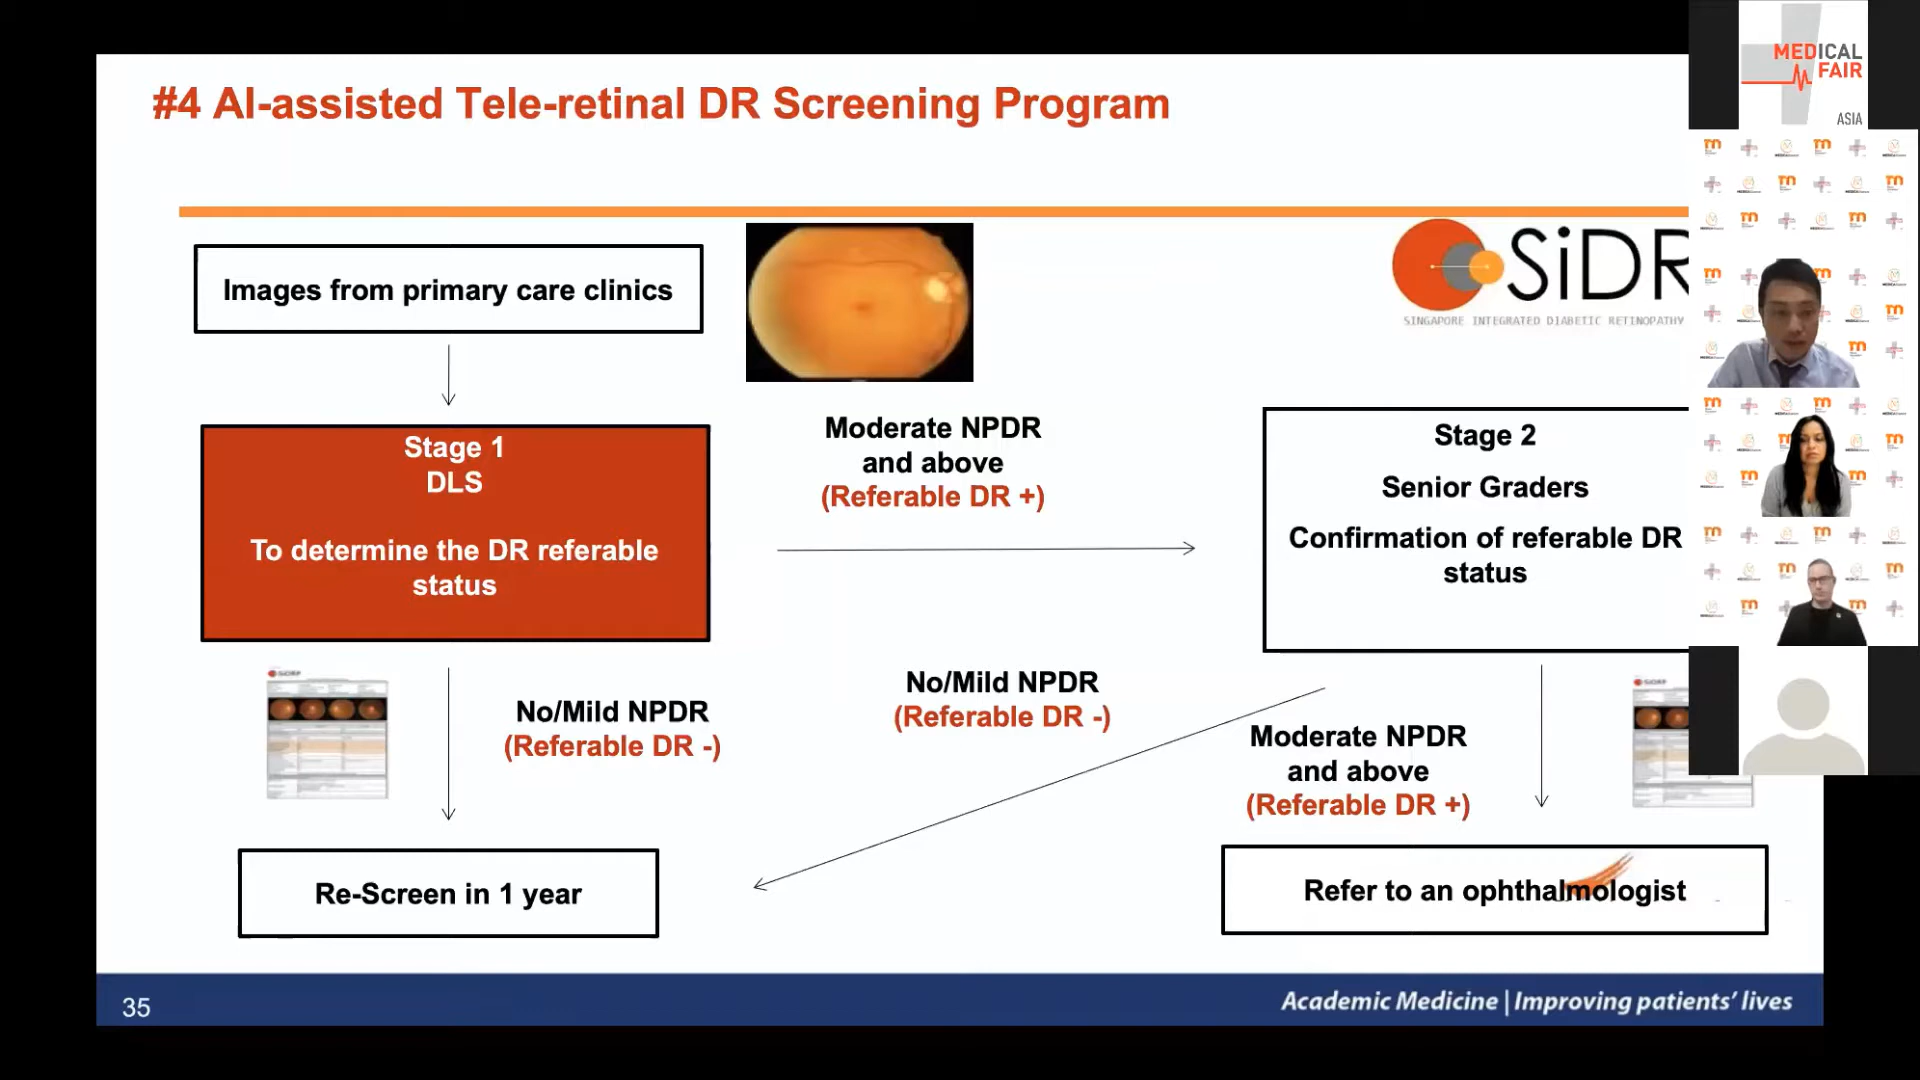 #4 AI-assisted Tele-retinal DR Screening Program
MEDICAL
FAIR
ASIA
Images from primary care clinics
SiDR
SINGAPORE INTEGRATED DIABETIC RETINOPATHY
Stage 1
DLS
To determine the DR referable
status
Moderate NPDR
and above
(Referable DR +)
Stage 2
Senior Graders
Confirmation of referable DR
status
No/Mild NPDR
(Referable DR -)
No/Mild NPDR
(Referable DR -)
Moderate NPDR
and above
(Referable DR +)
Re-Screen in 1 year
Refer to an ophthalmologist
35
Academic Medicine | Improving patients’ lives